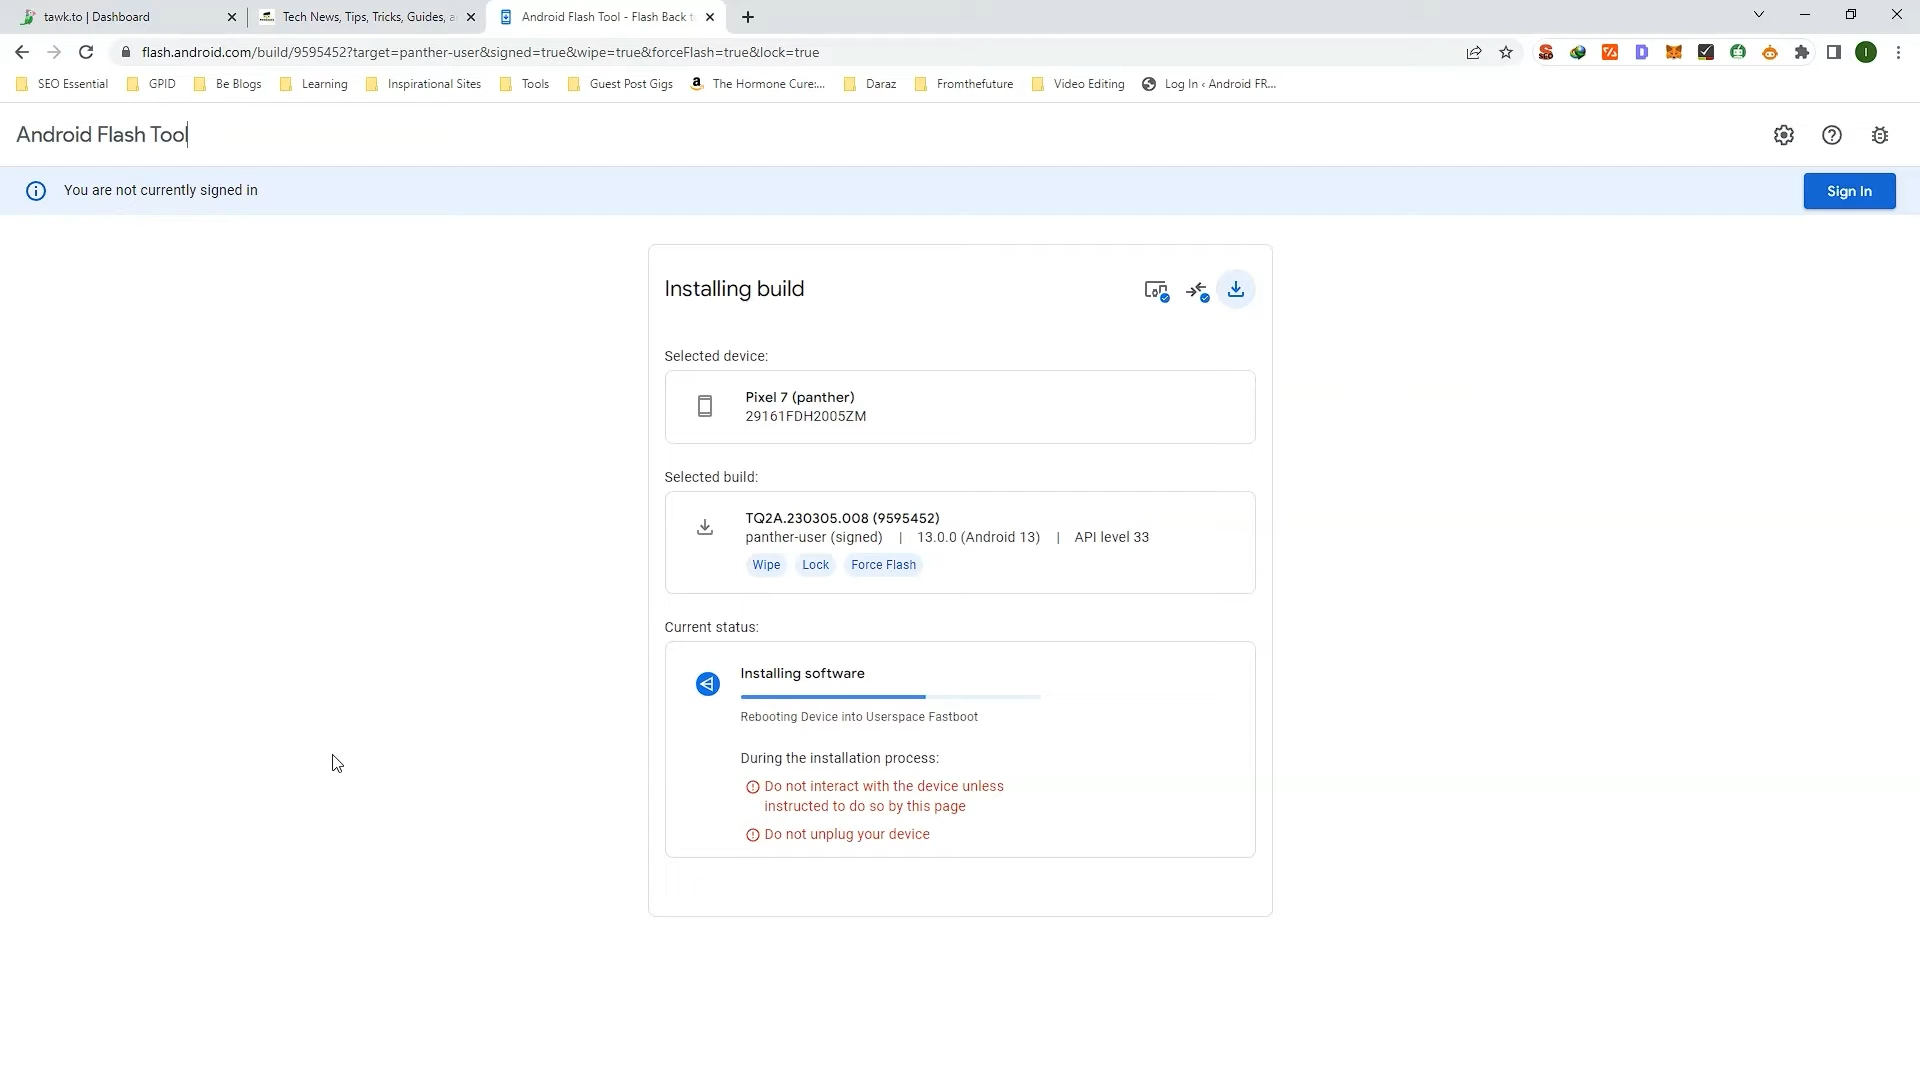 tawk.to | Dashboard
Tech News, Tips, Tricks, Guides, a
Android Flash Tool - Flash Back t
flash.android.com/build/9595452?target=panther-user&signed=true&wipe=true&forceFlash=true&lock=true
SEO
I
SEO Essential
GPID
Be Blogs
Learning
Inspirational Sites
Tools
Guest Post Gigs
The Hormone Cure:...
Daraz
Fromthefuture
Video Editing
Log In ‹ Android FR...
Android Flash Tool
You are not currently signed in
Sign In
Installing build
Selected device:
Pixel 7 (panther)
29161FDH2005ZM
Selected build:
TQ2A.230305.008 (9595452)
panther-user (signed) | 13.0.0 (Android 13) | API level 33
Wipe Lock Force Flash
Current status:
Installing software
Rebooting Device into Userspace Fastboot
During the installation process:
Do not interact with the device unless
instructed to do so by this page
Do not unplug your device